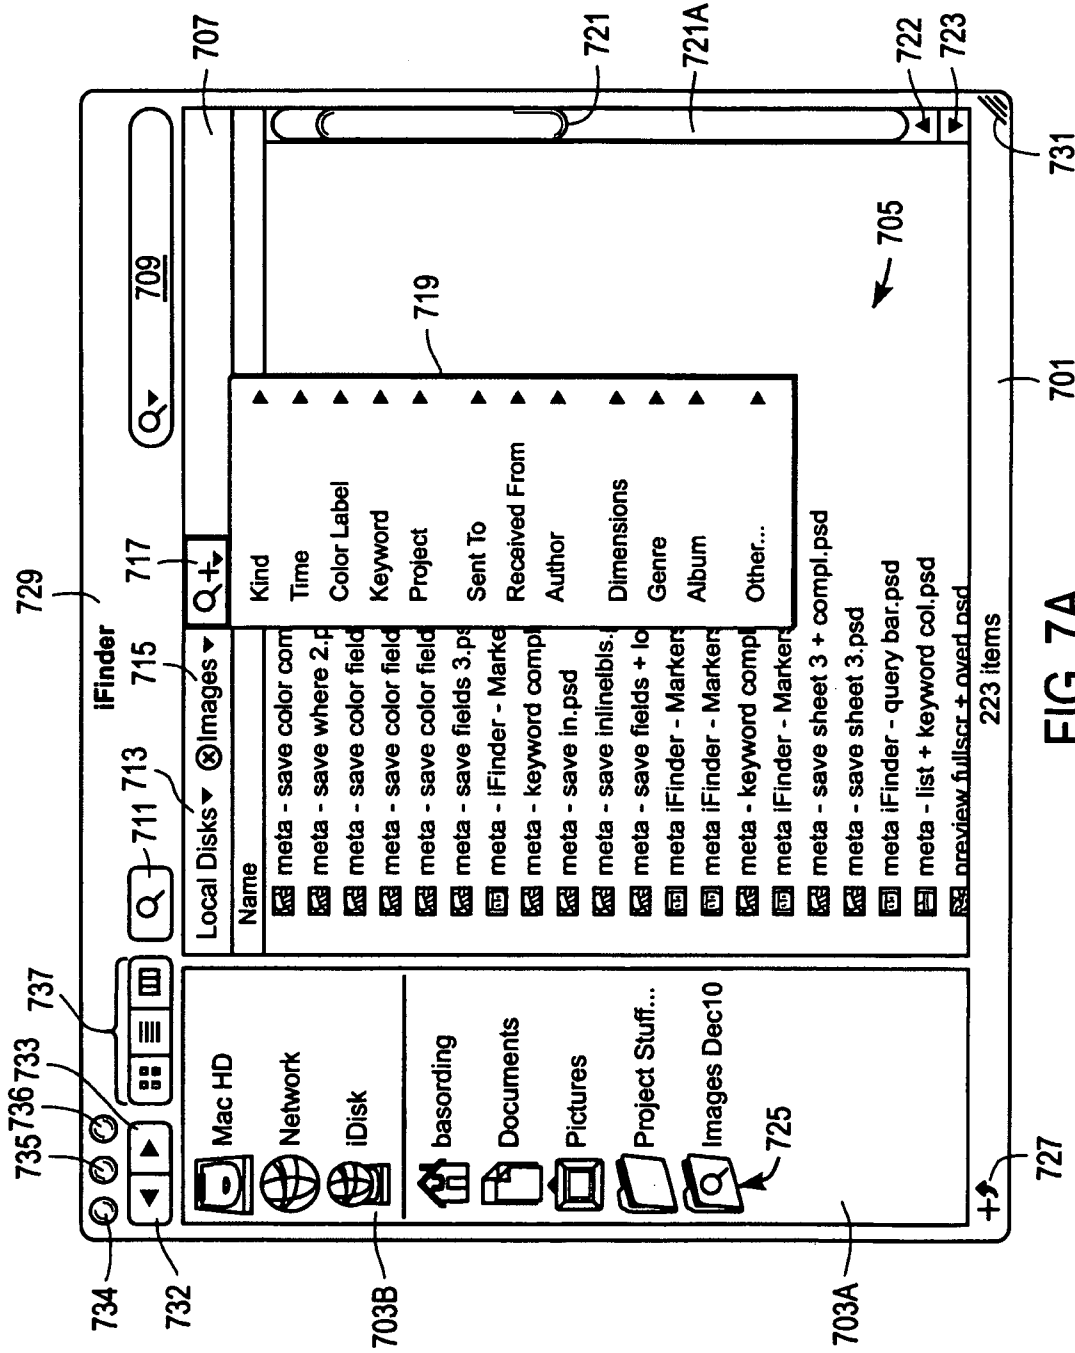 734
735
736
733
737
732
711
713
715
717
729
iFinder
709
707
Local Disks
Images
Name
Mac HD
Network
iDisk
basording
Documents
Pictures
Project Stuff...
Images Dec10
725
703B
703A
meta - save color com
meta - save where 2.p
meta - save color field
meta - save color field
meta - save color field
meta - save fields 3.ps
meta - iFinder - Marke
meta - keyword compl
meta - save in.psd
meta - save inlinelbls.
meta - save fields + lo
meta iFinder - Markers
meta iFinder - Markers
meta - keyword compl
meta iFinder - Markers
meta - save sheet 3 + compl.psd
meta - save sheet 3.psd
meta iFinder - query bar.psd
meta - list + keyword col.psd
preview fullscr + overl.psd
Kind
Time
Color Label
Keyword
Project
Sent To
Received From
Author
Dimensions
Genre
Album
Other...
719
705
721
721A
722
723
731
701
727
223 items
FIG. 7A